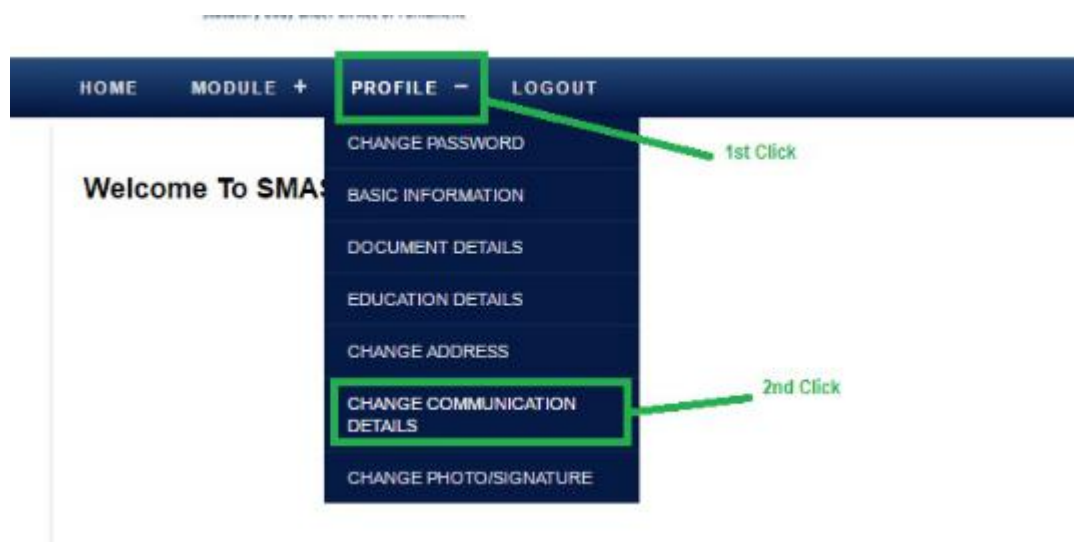 HOME MODULE + PROFILE − LOGOUT
CHANGE PASSWORD
1st Click
Welcome To SMAS
BASIC INFORMATION
DOCUMENT DETAILS
EDUCATION DETAILS
CHANGE ADDRESS
2nd Click
CHANGE COMMUNICATION
DETAILS
CHANGE PHOTO/SIGNATURE